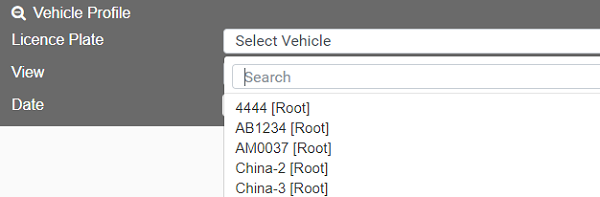 Vehicle Profile
Licence Plate
Select Vehicle
View
Search
Date
4444 [Root]
AB1234 [Root]
AM0037 [Root]
China-2 [Root]
China-3 [Root]